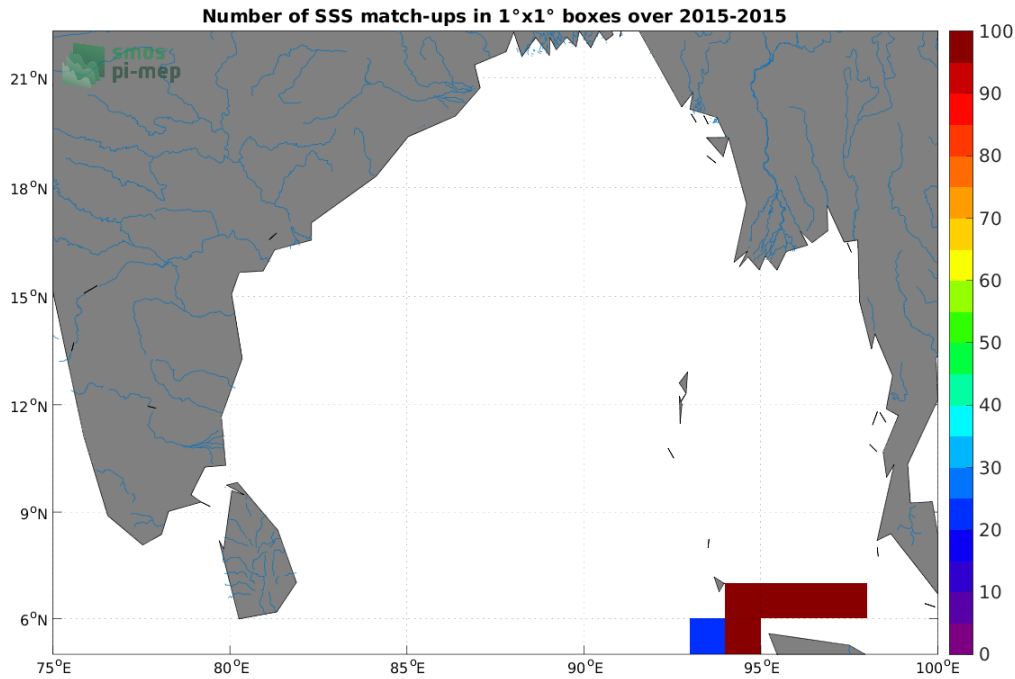 Number of SSS match-ups in 1°x1° boxes over 2015-2015
smos
pi-mep
21°N
18°N
15°N
12°N
9°N
6°N
75°E
80°E
85°E
90°E
95°E
100°E
100
90
80
70
60
50
40
30
20
10
0